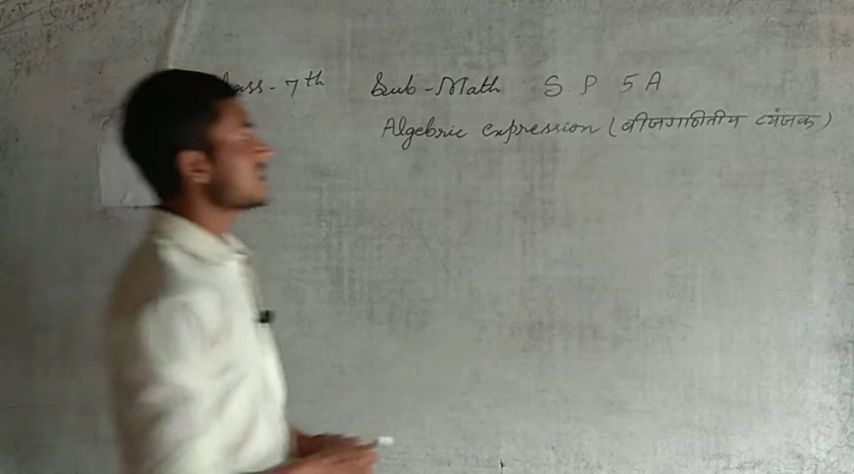 ass - 7th Sub - Math S. P 5 A
Algebric expression (बीजगणितीय व्यंजक)